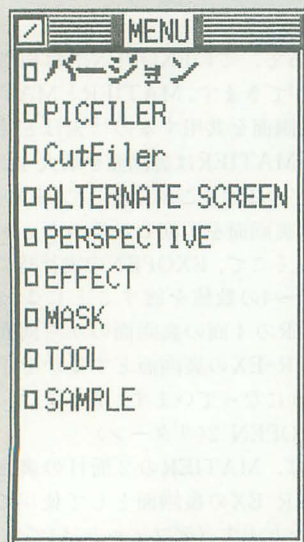 MENU
バージョン
PICFILER
CutFiler
ALTERNATE SCREEN
PERSPECTIVE
EFFECT
MASK
TOOL
SAMPLE